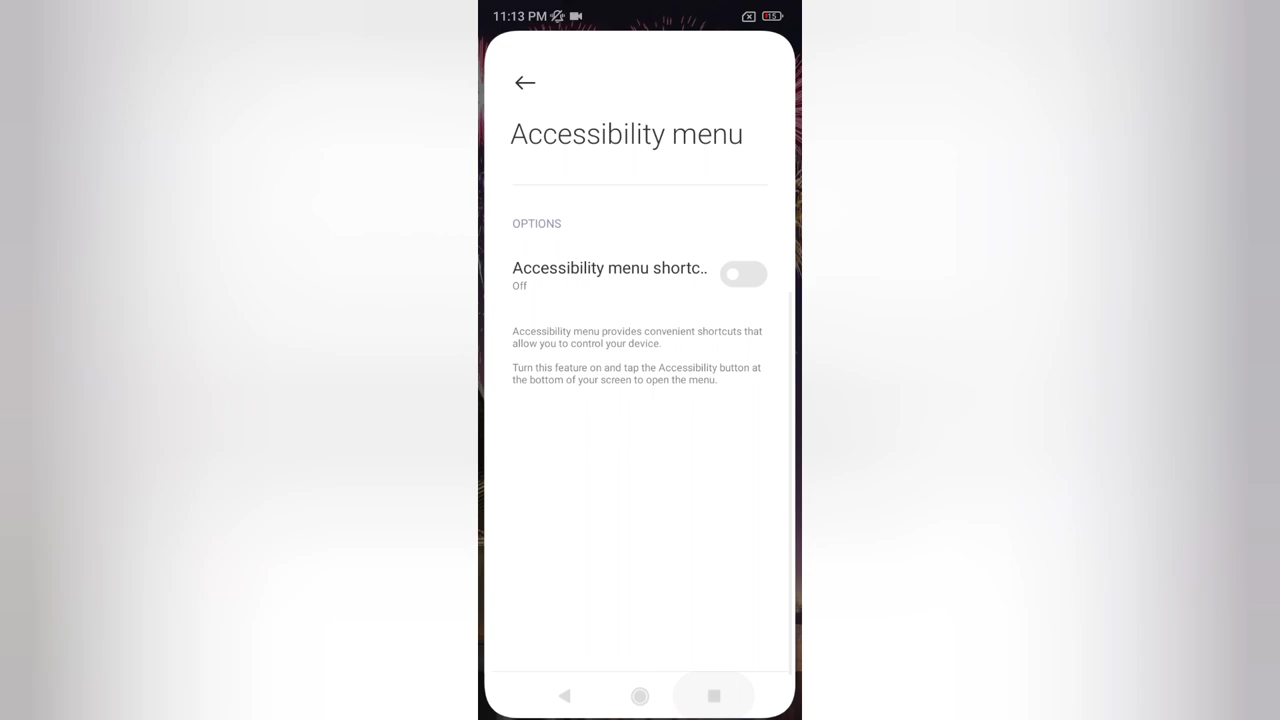 11:13 PM
15
Accessibility menu
OPTIONS
Accessibility menu shortc..
Off
Accessibility menu provides convenient shortcuts that
allow you to control your device.
Turn this feature on and tap the Accessibility button at
the bottom of your screen to open the menu.